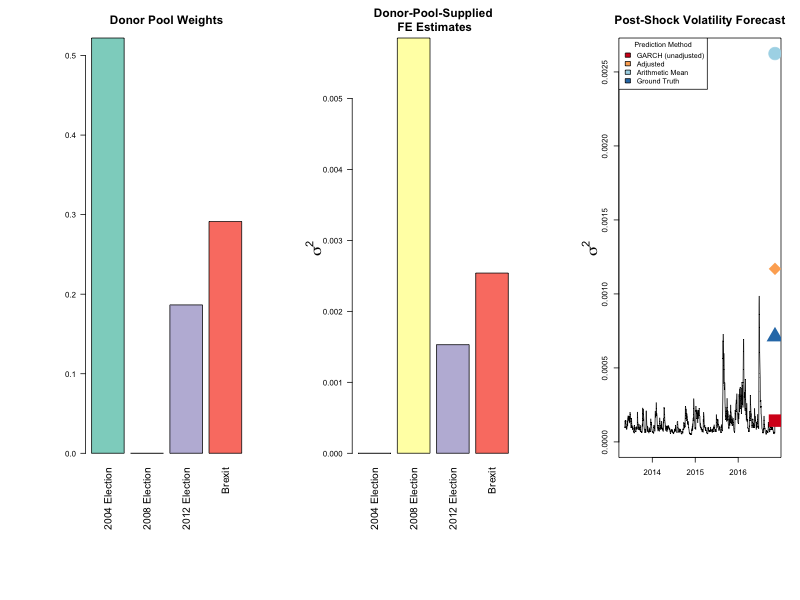 Donor Pool Weights
0.5
0.4
0.3
0.2
0.1
0.0
2004 Election
2008 Election
2012 Election
Brexit
Donor-Pool-Supplied
FE Estimates
σ2
0.005
0.004
0.003
0.002
0.001
0.000
2004 Election
2008 Election
2012 Election
Brexit
Post-Shock Volatility Forecast
Prediction Method
GARCH (unadjusted)
Adjusted
Arithmetic Mean
Ground Truth
σ2
0.0025
0.0020
0.0015
0.0010
0.0005
0.0000
2014
2015
2016